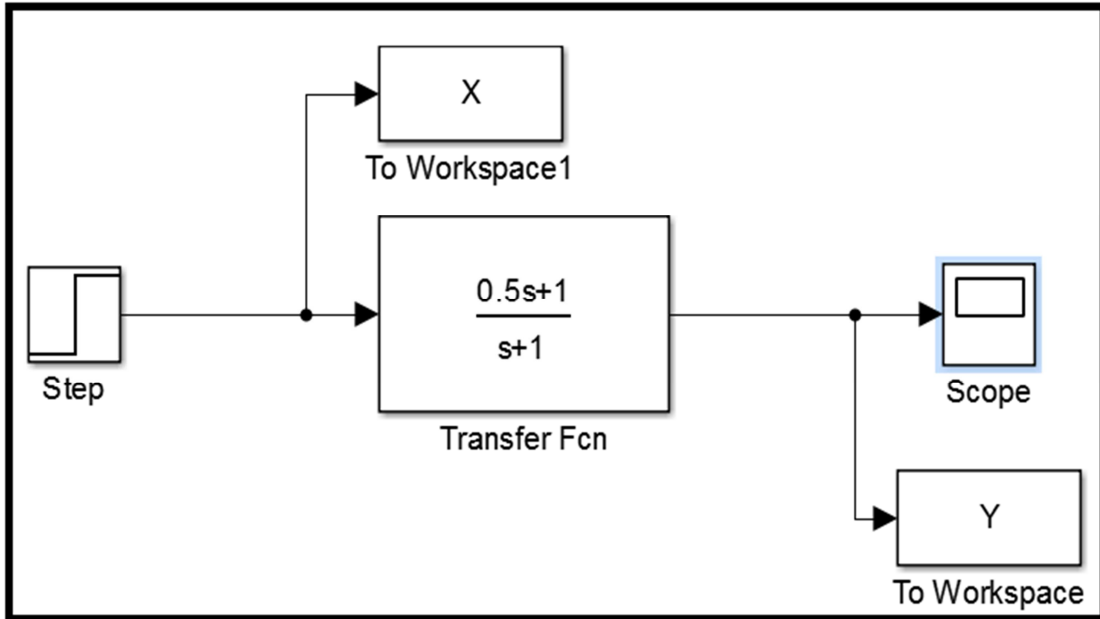 X
To Workspace1
0.5s+1
s+1
Step
Transfer Fcn
Scope
Y
To Workspace